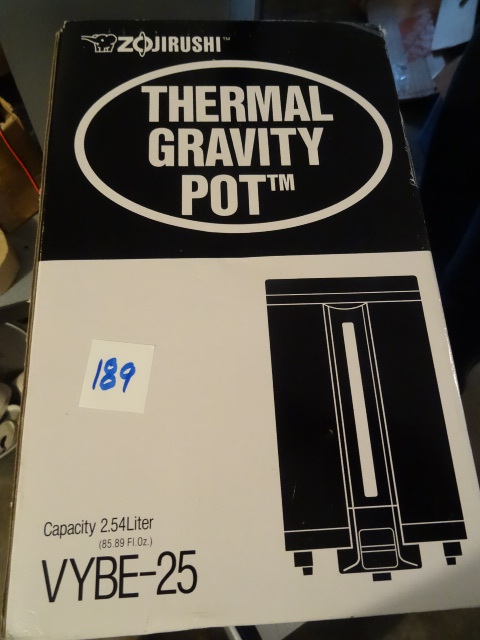 ZOJIRUSHI™
THERMAL
GRAVITY
POT™
189
Capacity 2.54Liter
(85.89 Fl.Oz.)
VYBE-25